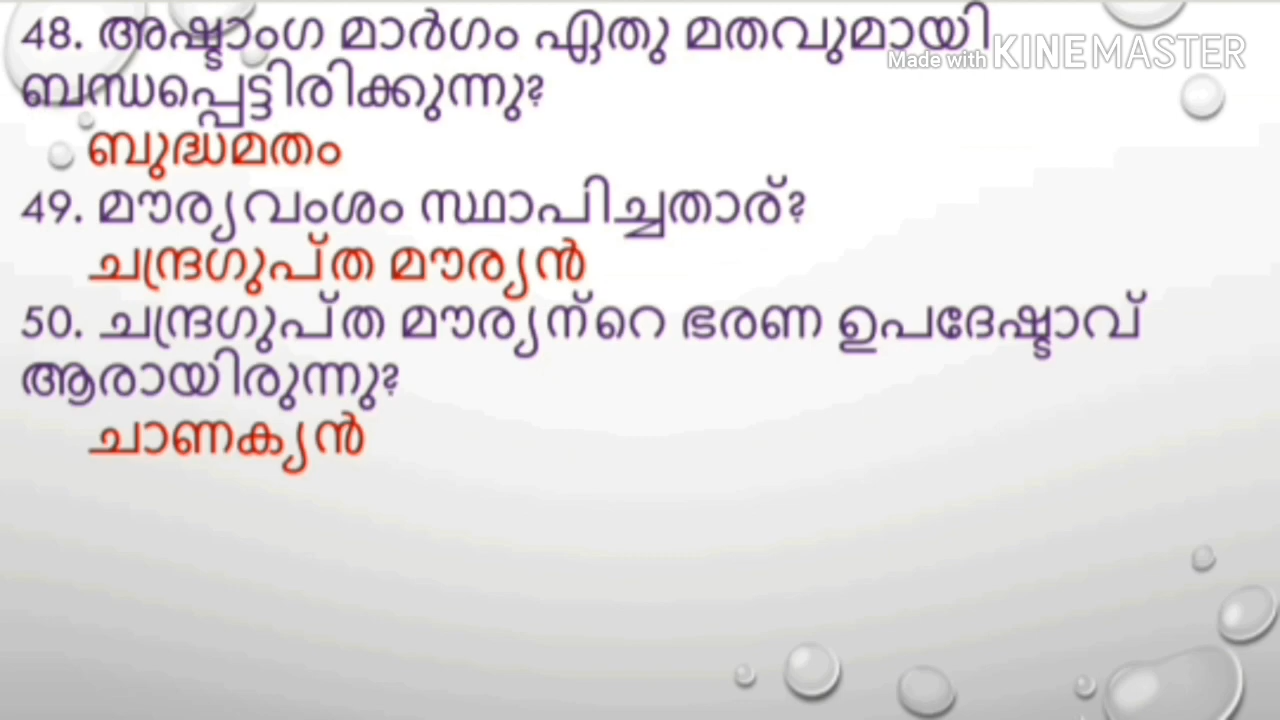 48. അഷ്ടാംഗ മാർഗം ഏതു മതവുമായി
Made with KINEMASTER
ബന്ധപ്പെട്ടിരിക്കുന്നു?
ബുദ്ധമതം
49. മൗര്യവംശം സ്ഥാപിച്ചതാര്?
ചന്ദ്രഗുപ്ത മൗര്യൻ
50. ചന്ദ്രഗുപ്ത മൗര്യന്റെ ഭരണ ഉപദേഷ്ടാവ്
ആരായിരുന്നു?
ചാണക്യൻ